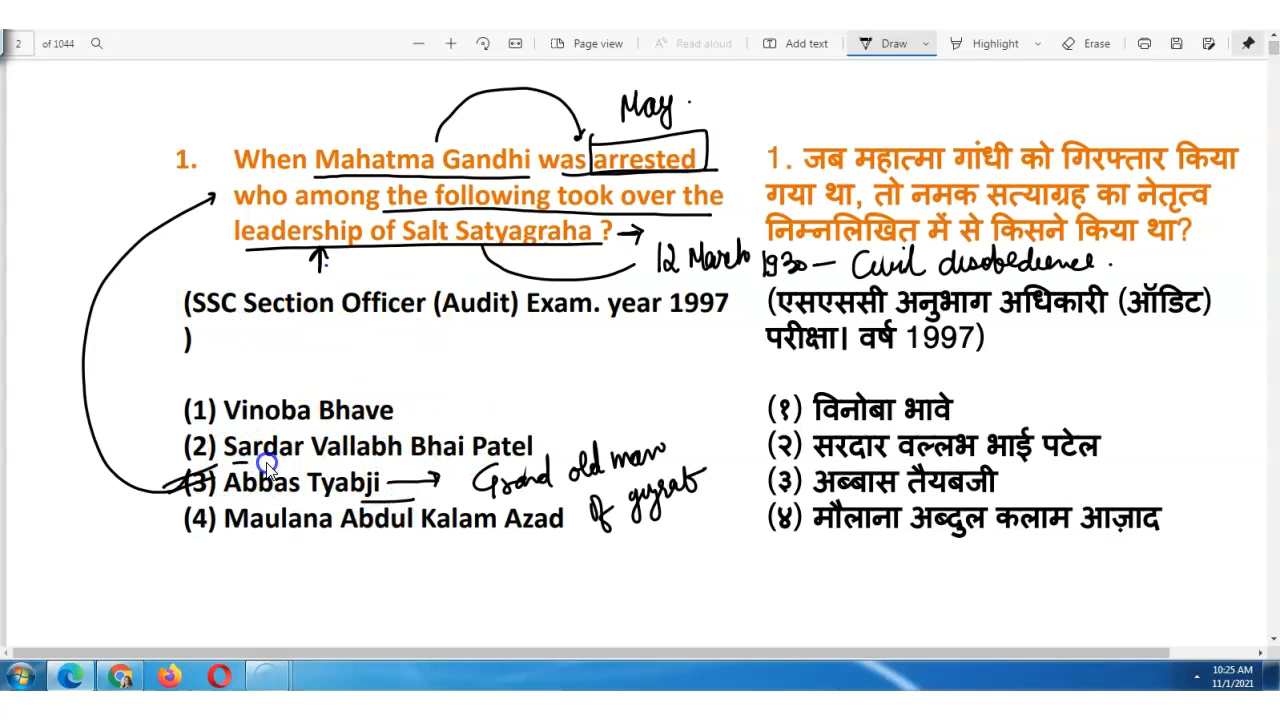 2 of 1044
Page view
Read aloud
Add text
Draw
Highlight
Erase
May.
1. When Mahatma Gandhi was arrested
who among the following took over the
leadership of Salt Satyagraha ?
12 March 1930 - Civil disobedience.
(SSC Section Officer (Audit) Exam. year 1997
)
(1) Vinoba Bhave
(2) Sardar Vallabh Bhai Patel
(3) Abbas Tyabji
Grand old man
of gujrat
(4) Maulana Abdul Kalam Azad
1. जब महात्मा गांधी को गिरफ्तार किया
गया था, तो नमक सत्याग्रह का नेतृत्व
निम्नलिखित में से किसने किया था?
(एसएससी अनुभाग अधिकारी (ऑडिट)
परीक्षा। वर्ष 1997)
(१) विनोबा भावे
(२) सरदार वल्लभ भाई पटेल
(३) अब्बास तैयबजी
(४) मौलाना अब्दुल कलाम आज़ाद
10:25 AM
11/1/2021